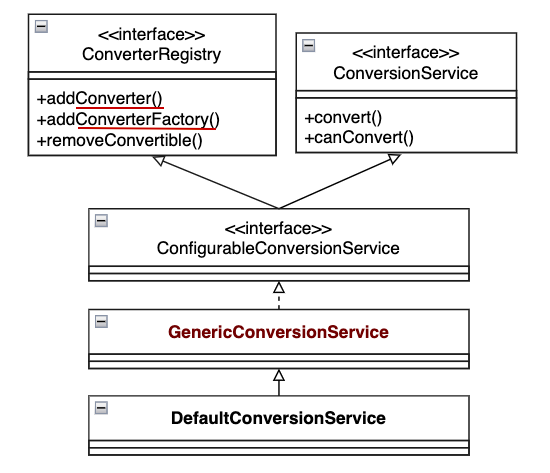 <<interface>>
ConverterRegistry
+addConverter()
+addConverterFactory()
+removeConvertible()
<<interface>>
ConversionService
+convert()
+canConvert()
<<interface>>
ConfigurableConversionService
GenericConversionService
DefaultConversionService